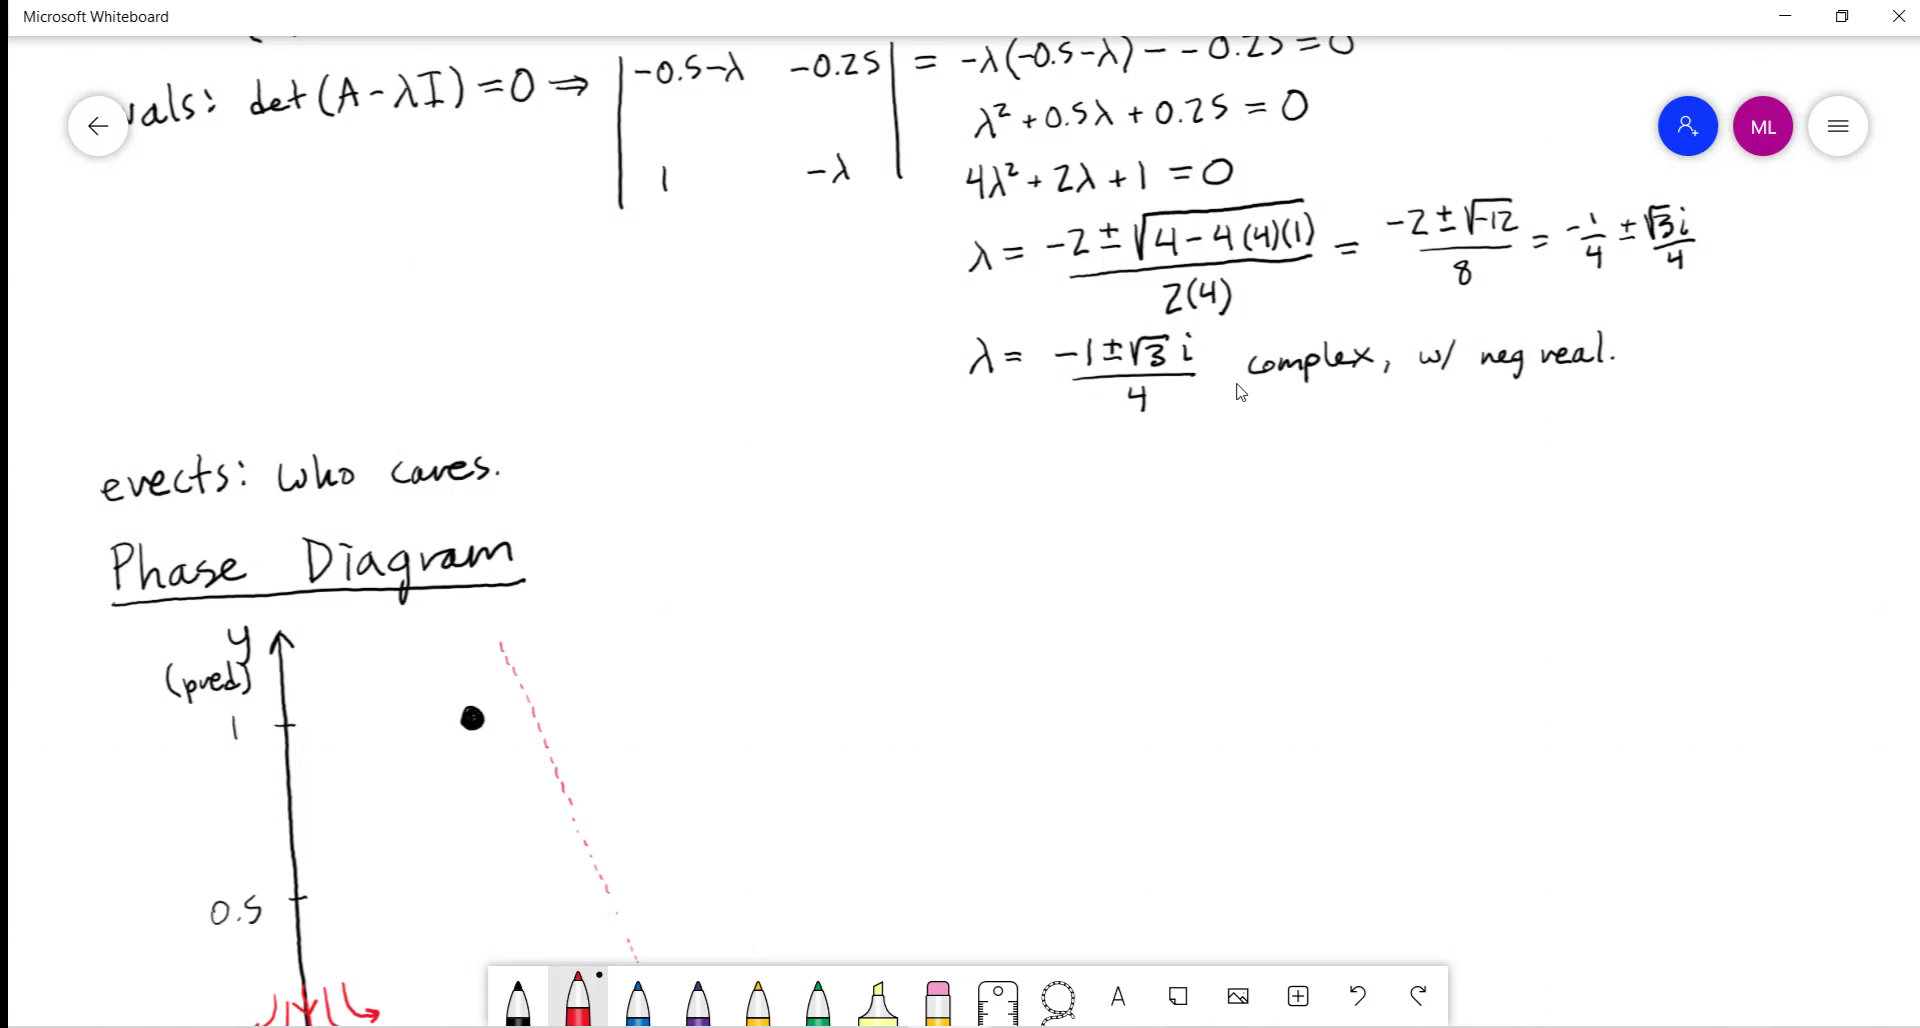 Microsoft Whiteboard
vals: det(A-λI)=0 ⇒ |-0.5-λ -0.25| = -λ(-0.5-λ) - -0.25 = 0
1 -λ
λ² + 0.5λ + 0.25 = 0
4λ² + 2λ + 1 = 0
λ = (-2 ± √(4-4(4)(1))) / 2(4) = (-2 ± √-12) / 8 = -1/4 ± √3i/4
λ = (-1 ± √3 i) / 4 complex, w/ neg real.
evects: who cares.
Phase Diagram
y
(pred)
1
0.5
ML
A